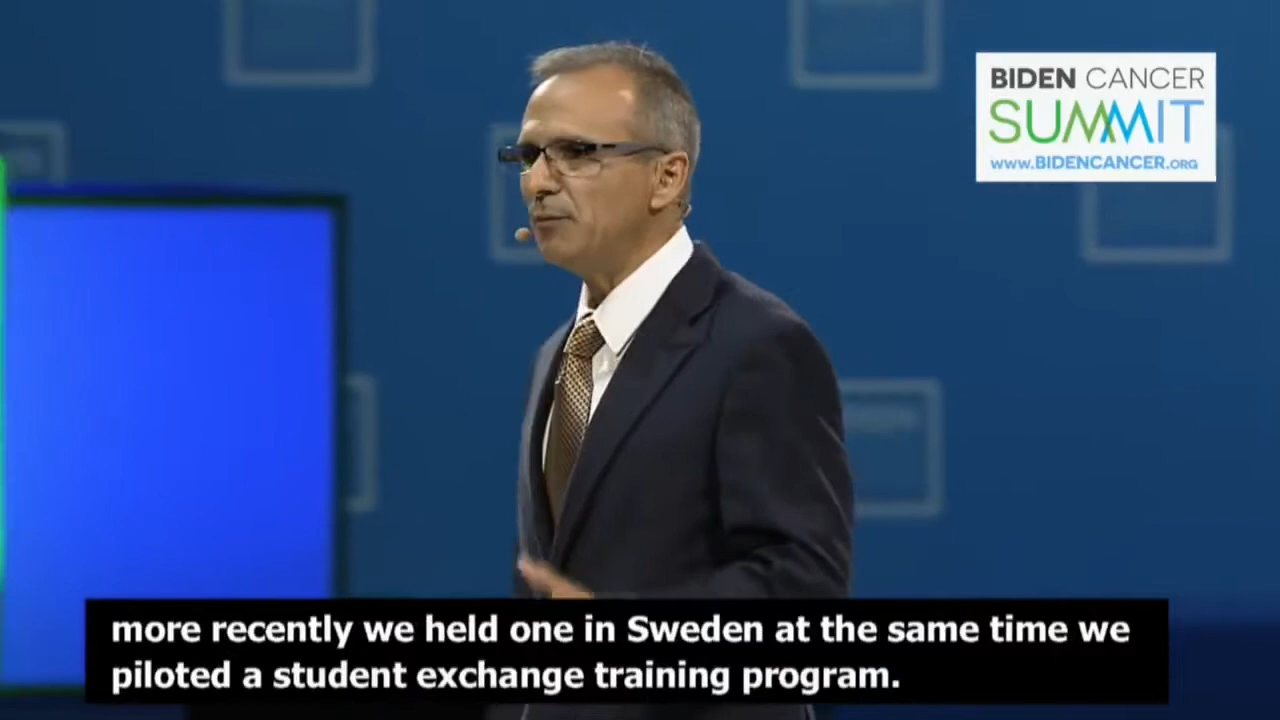 BIDEN CANCER
SUMMIT
www.BIDENCANCER.ORG
more recently we held one in Sweden at the same time we
piloted a student exchange training program.